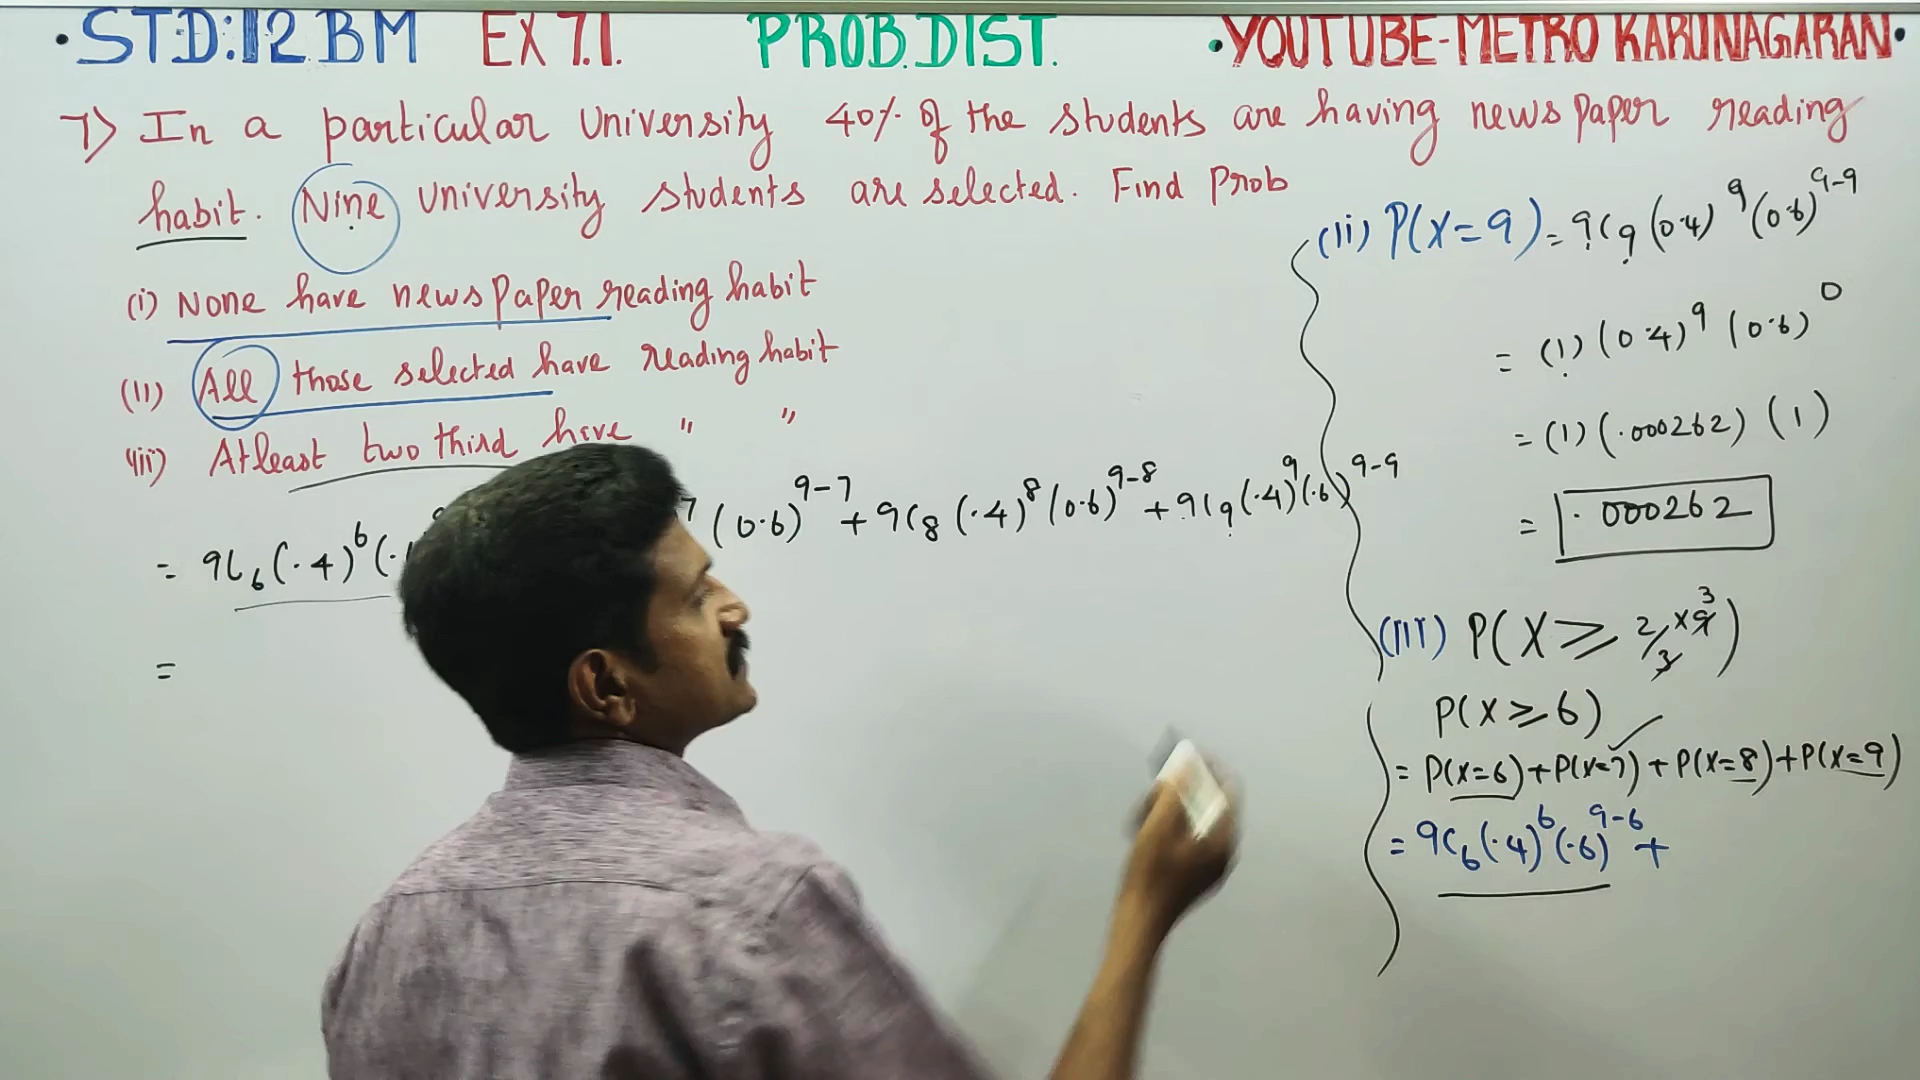 • STD:12 BM EX 7.1. PROB.DIST. • YOUTUBE-METRO KARUNAGARAN •
7) In a particular University 40% of the students are having news paper reading
habit. Nine University students are selected. Find Prob
(i) None have news paper reading habit
(ii) All those selected have reading habit
(iii) Atleast two third have " "
= 9C₆(·4)⁶(·
⁷(0·6)⁹⁻⁷ + 9C₈(·4)⁸(0·6)⁹⁻⁸ + 9C₉(·4)⁹(·6)⁹⁻⁹
=
(ii) P(X=9) = 9C₉(0·4)⁹(0·6)⁹⁻⁹
= (1)(0·4)⁹(0·6)⁰
= (1)(·000262)(1)
= ·000262
(III) P(X ≥ 2/3 × 9 3)
P(X ≥ 6)
= P(X=6)+P(X=7)+P(X=8)+P(X=9)
= 9C₆(·4)⁶(·6)⁹⁻⁶ +